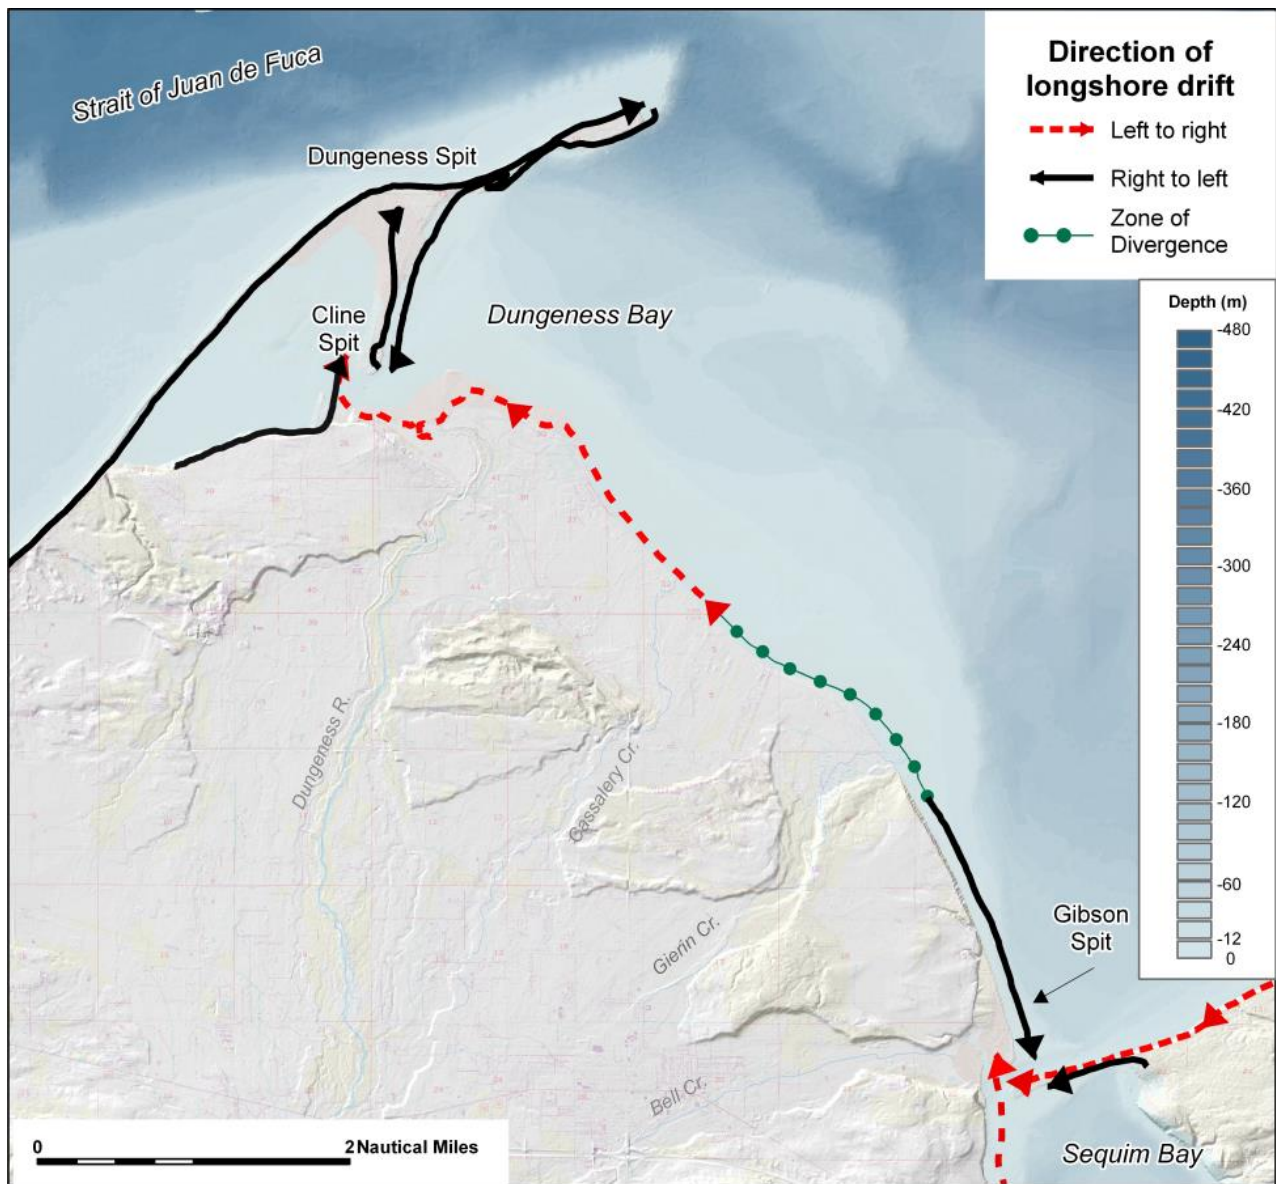 Strait of Juan de Fuca
Direction of
longshore drift
Left to right
Right to left
Zone of
Divergence
Dungeness Spit
Depth (m)
-480
-420
-360
-300
-240
-180
-120
-60
-12
0
Cline
Spit
Dungeness Bay
Dungeness R.
Cassalery Cr.
Gierin Cr.
Bell Cr.
Gibson
Spit
Sequim Bay
0
2 Nautical Miles